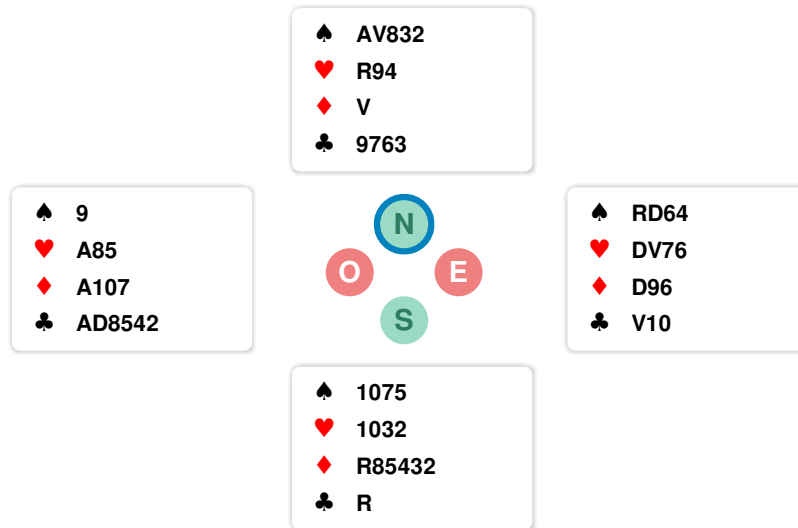 ♠ AV832
♥ R94
♦ V
♣ 9763
♠ 9
♥ A85
♦ A107
♣ AD8542
N
O E
S
♠ RD64
♥ DV76
♦ D96
♣ V10
♠ 1075
♥ 1032
♦ R85432
♣ R